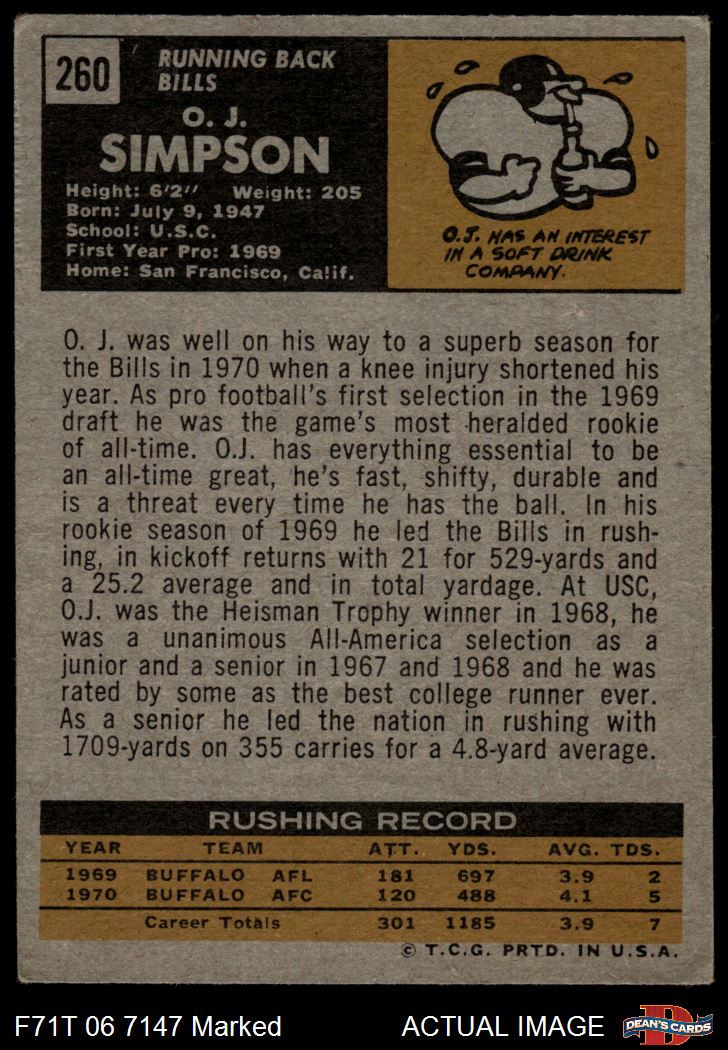 260
RUNNING BACK
BILLS
O. J.
SIMPSON
Height: 6'2" Weight: 205
Born: July 9, 1947
School: U.S.C.
First Year Pro: 1969
Home: San Francisco, Calif.
O.J. HAS AN INTEREST
IN A SOFT DRINK
COMPANY.
O. J. was well on his way to a superb season for
the Bills in 1970 when a knee injury shortened his
year. As pro football's first selection in the 1969
draft he was the game's most heralded rookie
of all-time. O.J. has everything essential to be
an all-time great, he's fast, shifty, durable and
is a threat every time he has the ball. In his
rookie season of 1969 he led the Bills in rush-
ing, in kickoff returns with 21 for 529-yards and
a 25.2 average and in total yardage. At USC,
O.J. was the Heisman Trophy winner in 1968, he
was a unanimous All-America selection as a
junior and a senior in 1967 and 1968 and he was
rated by some as the best college runner ever.
As a senior he led the nation in rushing with
1709-yards on 355 carries for a 4.8-yard average.
RUSHING RECORD
YEAR TEAM ATT. YDS. AVG. TDS.
1969 BUFFALO AFL 181 697 3.9 2
1970 BUFFALO AFC 120 488 4.1 5
Career Totals 301 1185 3.9 7
© T.C.G. PRTD. IN U.S.A.
F71T 06 7147 Marked ACTUAL IMAGE
DEAN'S CARDS